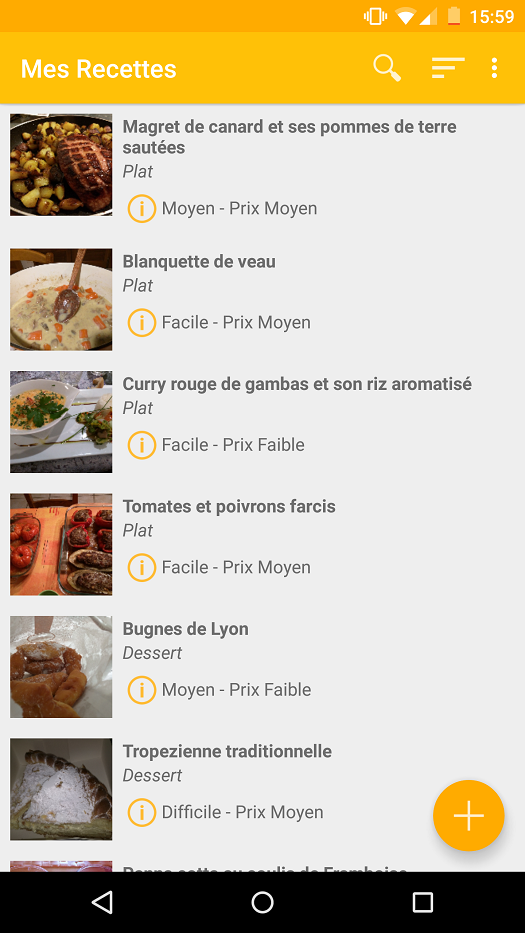 15:59
Mes Recettes
Magret de canard et ses pommes de terre
sautées
Plat
Moyen - Prix Moyen
Blanquette de veau
Plat
Facile - Prix Moyen
Curry rouge de gambas et son riz aromatisé
Plat
Facile - Prix Faible
Tomates et poivrons farcis
Plat
Facile - Prix Moyen
Bugnes de Lyon
Dessert
Moyen - Prix Faible
Tropezienne traditionnelle
Dessert
Difficile - Prix Moyen